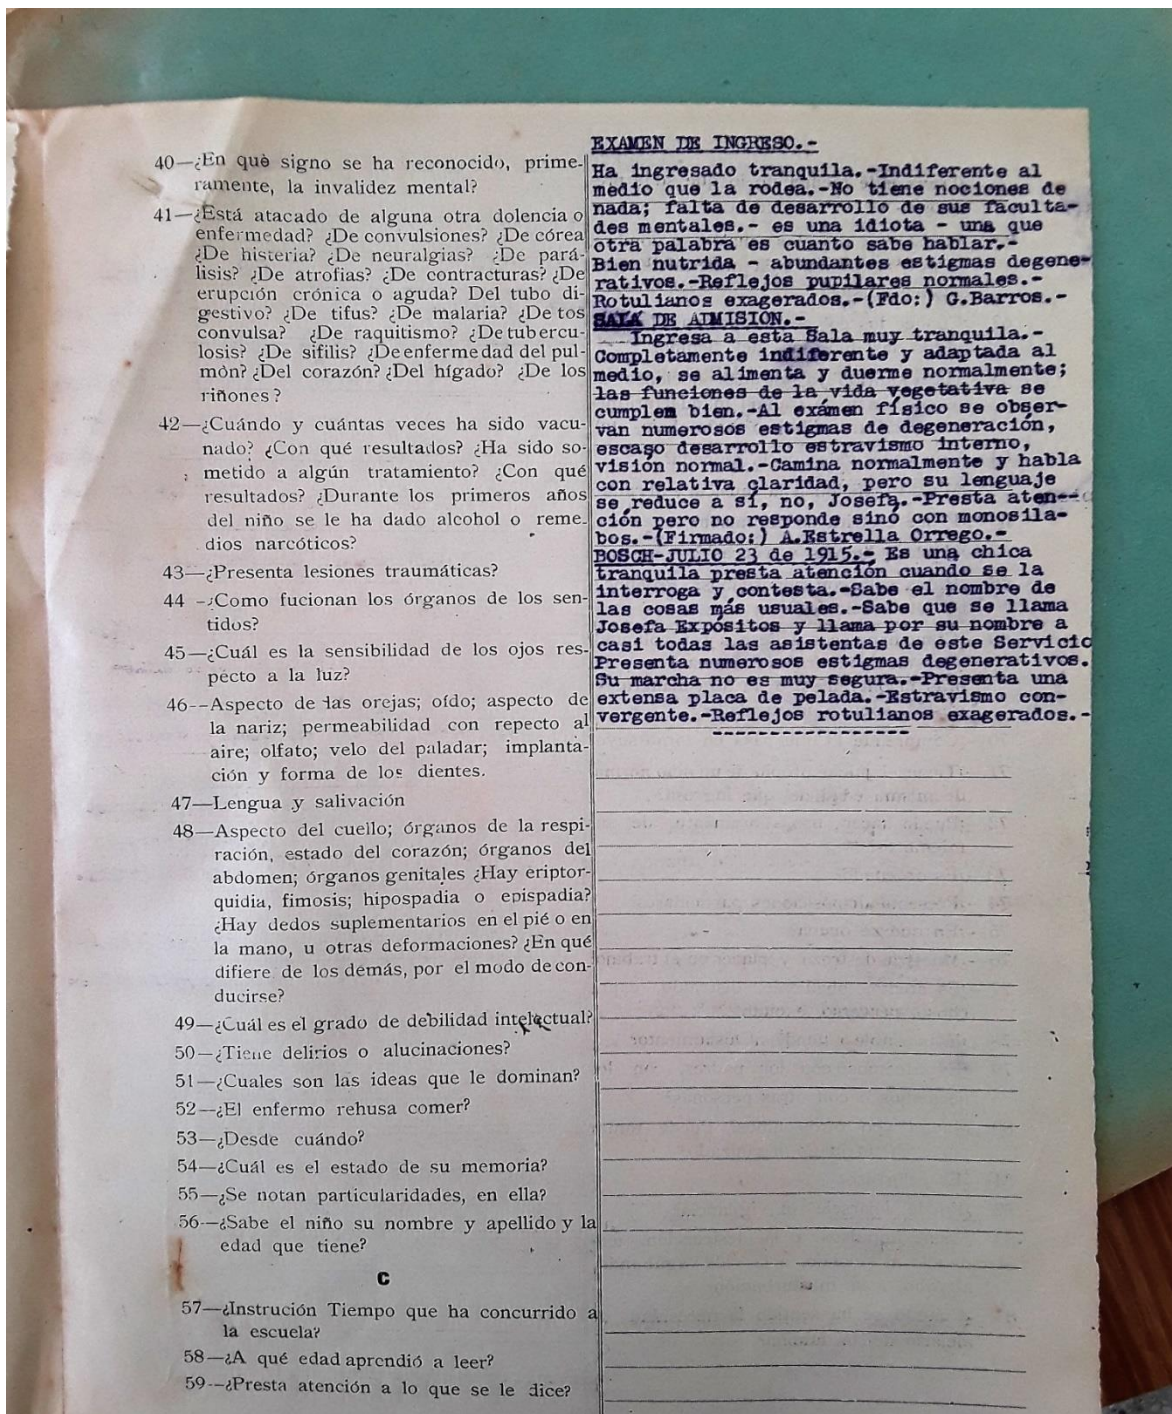 40—¿En què signo se ha reconocido, prime-
ramente, la invalidez mental?
41—¿Está atacado de alguna otra dolencia o
enfermedad? ¿De convulsiones? ¿De córea
¿De histeria? ¿De neuralgias? ¿De pará-
lisis? ¿De atrofias? ¿De contracturas? ¿De
erupción crónica o aguda? Del tubo di-
gestivo? ¿De tifus? ¿De malaria? ¿De tos
convulsa? ¿De raquitismo? ¿De tubercu-
losis? ¿De sifilis? ¿De enfermedad del pul-
mòn? ¿Del corazón? ¿Del hígado? ¿De los
riñones?
42—¿Cuándo y cuántas veces ha sido vacu-
nado? ¿Con qué resultados? ¿Ha sido so-
metido a algún tratamiento? ¿Con qué
resultados? ¿Durante los primeros años
del niño se le ha dado alcohol o reme-
dios narcóticos?
43—¿Presenta lesiones traumáticas?
44 -¿Como fucionan los órganos de los sen-
tidos?
45—¿Cuál es la sensibilidad de los ojos res-
pecto a la luz?
46--Aspecto de las orejas; oído; aspecto de
la nariz; permeabilidad con repecto al
aire; olfato; velo del paladar; implanta-
ción y forma de los dientes.
47—Lengua y salivación
48—Aspecto del cuello; órganos de la respi-
ración, estado del corazón; órganos del
abdomen; órganos genitales ¿Hay eriptor-
quidia, fimosis; hipospadia o epispadia?
¿Hay dedos suplementarios en el pié o en
la mano, u otras deformaciones? ¿En qué
difiere de los demás, por el modo de con-
ducirse?
49—¿Cuál es el grado de debilidad intelectual?
50—¿Tiene delirios o alucinaciones?
51—¿Cuales son las ideas que le dominan?
52—¿El enfermo rehusa comer?
53—¿Desde cuándo?
54—¿Cuál es el estado de su memoria?
55—¿Se notan particularidades, en ella?
56—¿Sabe el niño su nombre y apellido y la
edad que tiene?
C
57—¿Instrución Tiempo que ha concurrido a
la escuela?
58—¿A qué edad aprendió a leer?
59--¿Presta atención a lo que se le dice?
EXAMEN DE INGRESO.-
Ha ingresado tranquila.-Indiferente al
medio que la rodea.-No tiene nociones de
nada; falta de desarrollo de sus faculta-
des mentales.- es una idiota - una que
otra palabra es cuanto sabe hablar.-
Bien nutrida - abundantes estigmas degene-
rativos.-Reflejos pupilares normales.-
Rotulianos exagerados.-(Fdo:) G.Barros.-
SALA DE ADMISION.-
Ingresa a esta Sala muy tranquila.-
Completamente indiferente y adaptada al
medio, se alimenta y duerme normalmente;
las funciones de la vida vegetativa se
cumplem bien.-Al exámen físico se obser-
van numerosos estigmas de degeneración,
escaso desarrollo estravismo interno,
visión normal.-Camina normalmente y habla
con relativa claridad, pero su lenguaje
se reduce a sí, no, Josefa.-Presta aten--
ción pero no responde sinó con monosila-
bos.-(Firmado:) A.Estrella Orrego.-
BOSCH-JULIO 23 de 1915.- Es una chica
tranquila presta atención cuando se la
interroga y contesta.-Sabe el nombre de
las cosas más usuales.-Sabe que se llama
Josefa Expósitos y llama por su nombre a
casi todas las asistentas de este Servicio
Presenta numerosos estigmas degenerativos.
Su marcha no es muy segura.-Presenta una
extensa placa de pelada.-Estravismo con-
vergente.-Reflejos rotulianos exagerados.-